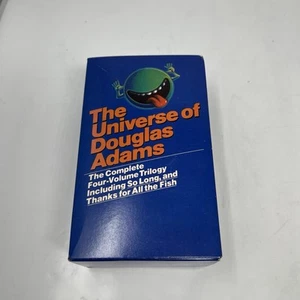 The
Universe of
Douglas
Adams
The Complete
Four-Volume Trilogy
Including So Long, and
Thanks for All the Fish